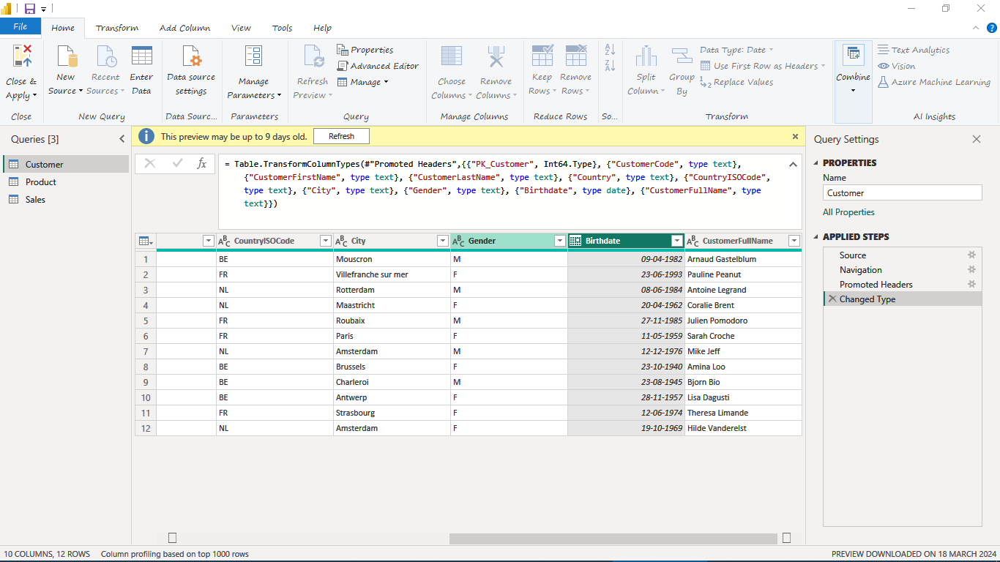 File
Home
Transform
Add Column
View
Tools
Help
Close &
Apply
Close
New
Source
Recent
Sources
Enter
Data
New Query
Data source
settings
Data Sourc...
Manage
Parameters
Parameters
Refresh
Preview
Properties
Advanced Editor
Manage
Query
Choose
Columns
Remove
Columns
Manage Columns
Keep
Rows
Remove
Rows
Reduce Rows
So...
Split
Column
Group
By
Data Type: Date
Use First Row as Headers
Replace Values
Transform
Combine
Text Analytics
Vision
Azure Machine Learning
AI Insights
Queries [3]
Customer
Product
Sales
This preview may be up to 9 days old.
Refresh
= Table.TransformColumnTypes(#"Promoted Headers",{{"PK_Customer", Int64.Type}, {"CustomerCode", type text},
{"CustomerFirstName", type text}, {"CustomerLastName", type text}, {"Country", type text}, {"CountryISOCode",
type text}, {"City", type text}, {"Gender", type text}, {"Birthdate", type date}, {"CustomerFullName", type
text}})
CountryISOCode City Gender Birthdate CustomerFullName
1 BE Mouscron M 09-04-1982 Arnaud Gastelblum
2 FR Villefranche sur mer F 23-06-1993 Pauline Peanut
3 NL Rotterdam M 08-06-1984 Antoine Legrand
4 NL Maastricht F 20-04-1962 Coralie Brent
5 FR Roubaix M 27-11-1985 Julien Pomodoro
6 FR Paris F 11-05-1959 Sarah Croche
7 NL Amsterdam M 12-12-1976 Mike Jeff
8 BE Brussels F 23-10-1940 Amina Loo
9 BE Charleroi M 23-08-1945 Bjorn Bio
10 BE Antwerp F 28-11-1957 Lisa Dagusti
11 FR Strasbourg F 12-06-1974 Theresa Limande
12 NL Amsterdam F 19-10-1969 Hilde Vanderelst
Query Settings
PROPERTIES
Name
Customer
All Properties
APPLIED STEPS
Source
Navigation
Promoted Headers
Changed Type
10 COLUMNS, 12 ROWS
Column profiling based on top 1000 rows
PREVIEW DOWNLOADED ON 18 MARCH 2024